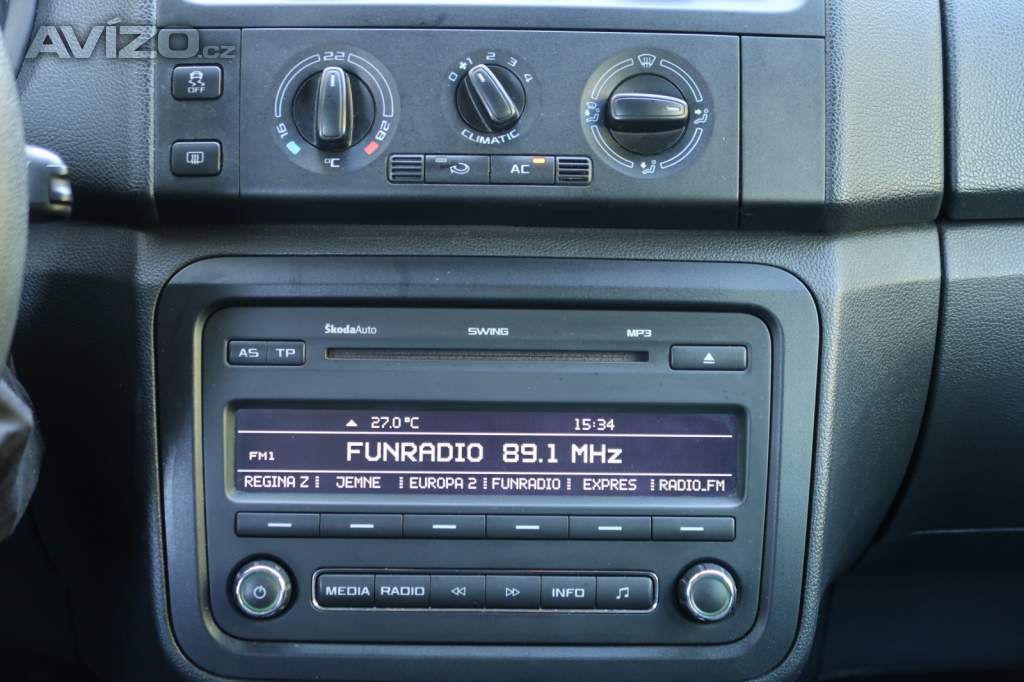 AVÍZO.cz
OFF
16 22 28
°C
0 1 2 3 4
CLIMATIC
AC
ŠkodaAuto SWING MP3
AS TP
27.0 °C 15:34
FM1 FUNRADIO 89.1 MHz
REGINA Z JEMNE EUROPA 2 FUNRADIO EXPRES RADIO_FM
MEDIA RADIO INFO